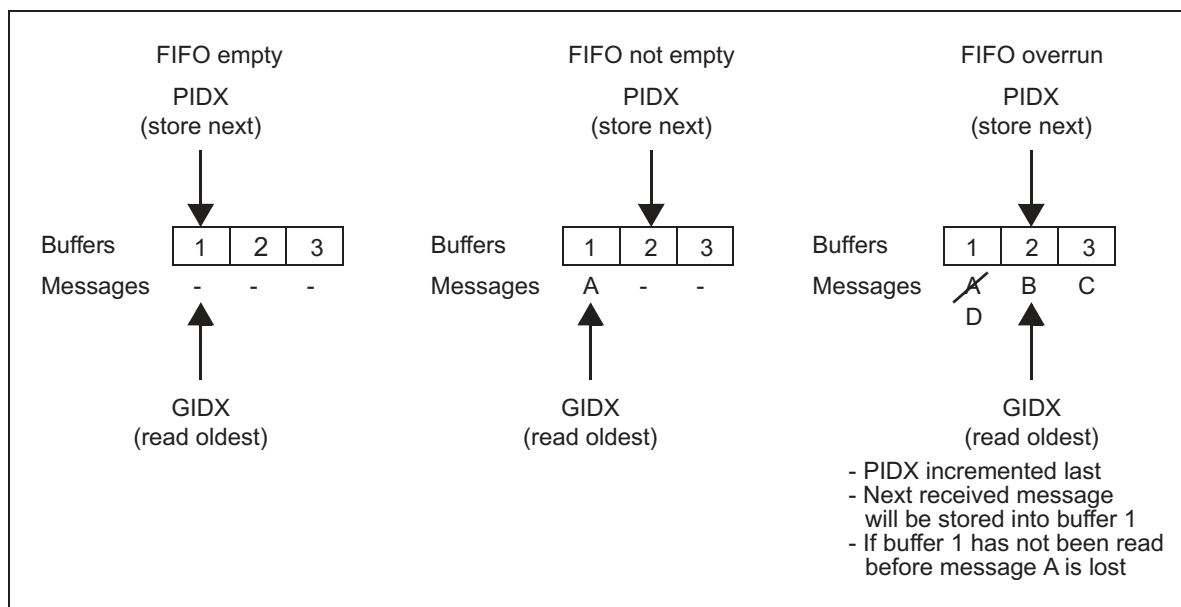 FIFO empty
PIDX
(store next)
Buffers 1 2 3
Messages - - -
GIDX
(read oldest)
FIFO not empty
PIDX
(store next)
Buffers 1 2 3
Messages A - -
GIDX
(read oldest)
FIFO overrun
PIDX
(store next)
Buffers 1 2 3
Messages A B C
D
GIDX
(read oldest)
- PIDX incremented last
- Next received message
will be stored into buffer 1
- If buffer 1 has not been read
before message A is lost